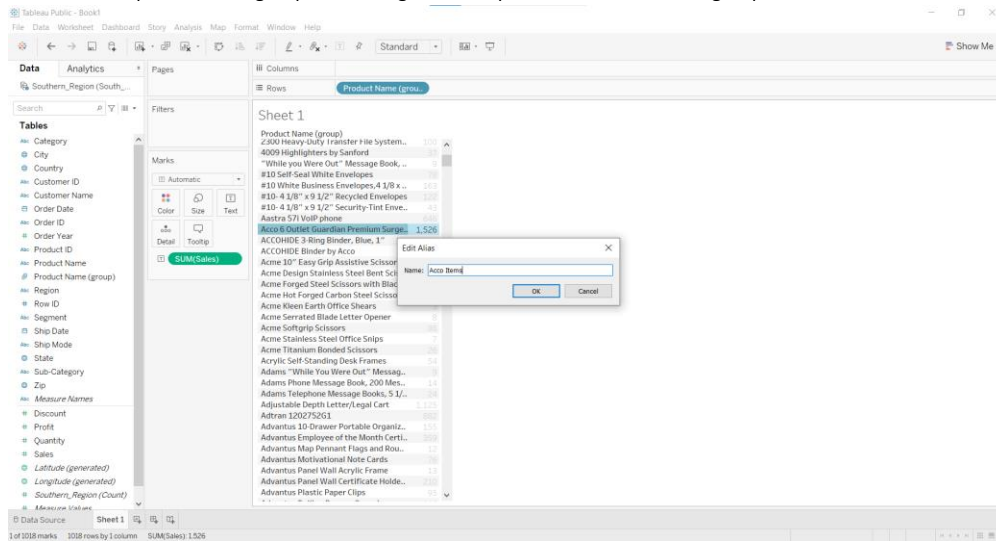 Tableau Public - Book1
File Data Worksheet Dashboard Story Analysis Map Format Window Help
Standard
Show Me
Data Analytics
Pages
Columns
Southern_Region (South_...
Rows Product Name (grou..
Search
Filters
Sheet 1
Tables
Product Name (group)
Abc Category
City
Country
Abc Customer ID
Abc Customer Name
Order Date
Abc Order ID
Order Year
Abc Product ID
Abc Product Name
Product Name (group)
Abc Region
Row ID
Abc Segment
Ship Date
Abc Ship Mode
State
Abc Sub-Category
Zip
Abc Measure Names
Discount
Profit
Quantity
Sales
Latitude (generated)
Longitude (generated)
Southern_Region (Count)
Measure Values
Marks
Automatic
Color Size Text
Detail Tooltip
SUM(Sales)
2300 Heavy-Duty Transfer File System..
4009 Highlighters by Sanford
"While you Were Out" Message Book, ..
#10 Self-Seal White Envelopes
#10 White Business Envelopes,4 1/8 x ..
#10- 4 1/8" x 9 1/2" Recycled Envelopes
#10- 4 1/8" x 9 1/2" Security-Tint Enve..
Aastra 57i VoIP phone
Acco 6 Outlet Guardian Premium Surge.. 1,526
ACCOHIDE 3-Ring Binder, Blue, 1"
ACCOHIDE Binder by Acco
Acme 10" Easy Grip Assistive Scissor
Acme Design Stainless Steel Bent Sci
Acme Forged Steel Scissors with Blac
Acme Hot Forged Carbon Steel Scisso
Acme Kleen Earth Office Shears
Acme Serrated Blade Letter Opener
Acme Softgrip Scissors
Acme Stainless Steel Office Snips
Acme Titanium Bonded Scissors
Acrylic Self-Standing Desk Frames
Adams "While You Were Out" Messag..
Adams Phone Message Book, 200 Mes..
Adams Telephone Message Books, 5 1/..
Adjustable Depth Letter/Legal Cart
Adtran 1202752G1
Advantus 10-Drawer Portable Organiz..
Advantus Employee of the Month Certi..
Advantus Map Pennant Flags and Rou..
Advantus Motivational Note Cards
Advantus Panel Wall Acrylic Frame
Advantus Panel Wall Certificate Holde..
Advantus Plastic Paper Clips
Edit Alias
Name: Acco Items
OK Cancel
Data Source Sheet 1
1 of 1018 marks 1018 rows by 1 column SUM(Sales): 1,526